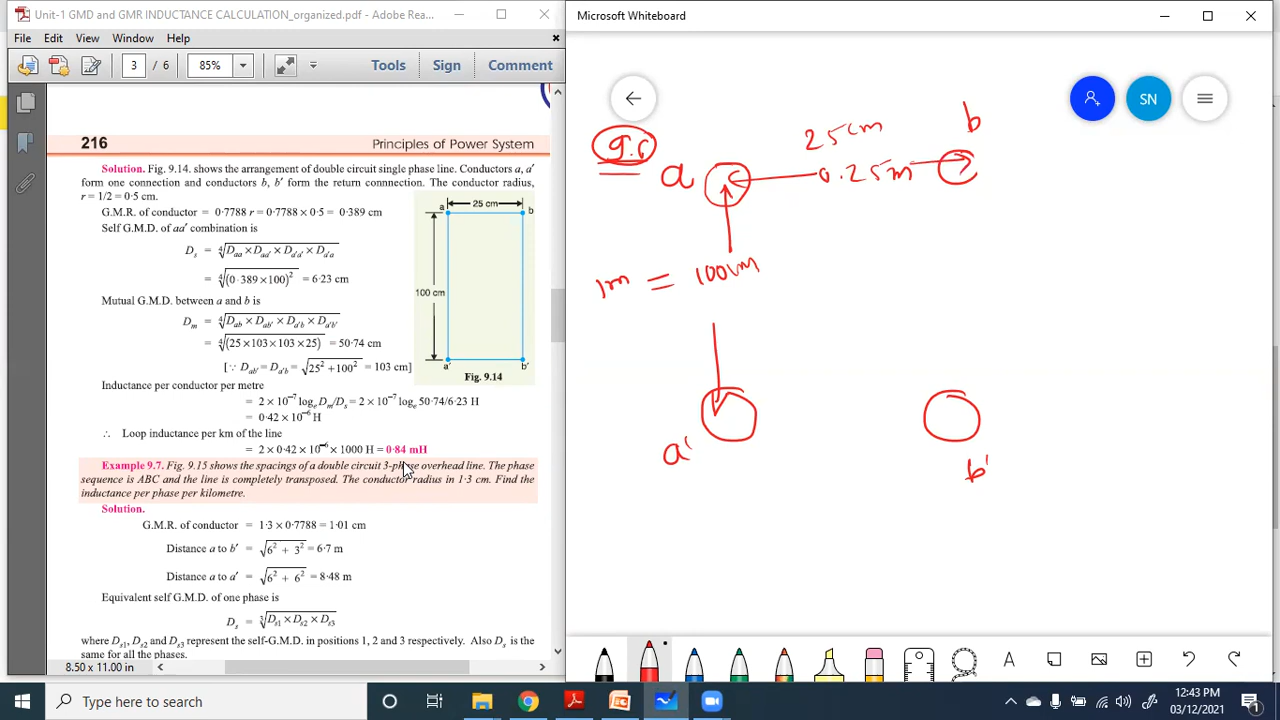 Unit-1 GMD and GMR INDUCTANCE CALCULATION_organized.pdf - Adobe Rea...
File Edit View Window Help
3 / 6 85% Tools Sign Comment
216 Principles of Power System
Solution. Fig. 9.14. shows the arrangement of double circuit single phase line. Conductors a, a′
form one connection and conductors b, b′ form the return connnection. The conductor radius,
r = 1/2 = 0·5 cm.
G.M.R. of conductor = 0·7788 r = 0·7788 × 0·5 = 0·389 cm
Self G.M.D. of aa′ combination is
D_s = ∜(D_aa × D_aa′ × D_a′a′ × D_a′a)
= ∜((0·389 ×100)²) = 6·23 cm
Mutual G.M.D. between a and b is
D_m = ∜(D_ab × D_ab′ × D_a′b × D_a′b′)
= ∜(25 ×103 ×103 × 25) = 50·74 cm
[∵ D_ab′ = D_a′b = √(25² +100²) = 103 cm]
Inductance per conductor per metre
= 2 × 10⁻⁷ log_e D_m/D_s = 2 × 10⁻⁷ log_e 50·74/6·23 H
= 0·42 × 10⁻⁶ H
∴ Loop inductance per km of the line
= 2 × 0·42 × 10⁻⁶ × 1000 H = 0·84 mH
a 25 cm b
100 cm
a′ b′
Fig. 9.14
Example 9.7. Fig. 9.15 shows the spacings of a double circuit 3-phase overhead line. The phase
sequence is ABC and the line is completely transposed. The conductor radius in 1·3 cm. Find the
inductance per phase per kilometre.
Solution.
G.M.R. of conductor = 1·3 × 0·7788 = 1·01 cm
Distance a to b′ = √(6² + 3²) = 6·7 m
Distance a to a′ = √(6² + 6²) = 8·48 m
Equivalent self G.M.D. of one phase is
D_s = ∛(D_s1 × D_s2 × D_s3)
where D_s1, D_s2 and D_s3 represent the self-G.M.D. in positions 1, 2 and 3 respectively. Also D_s is the
same for all the phases.
8.50 x 11.00 in
Microsoft Whiteboard
SN
9.6
25cm
b
a
0.25m
1m = 100cm
a'
b'
A
Type here to search
12:43 PM
03/12/2021
1